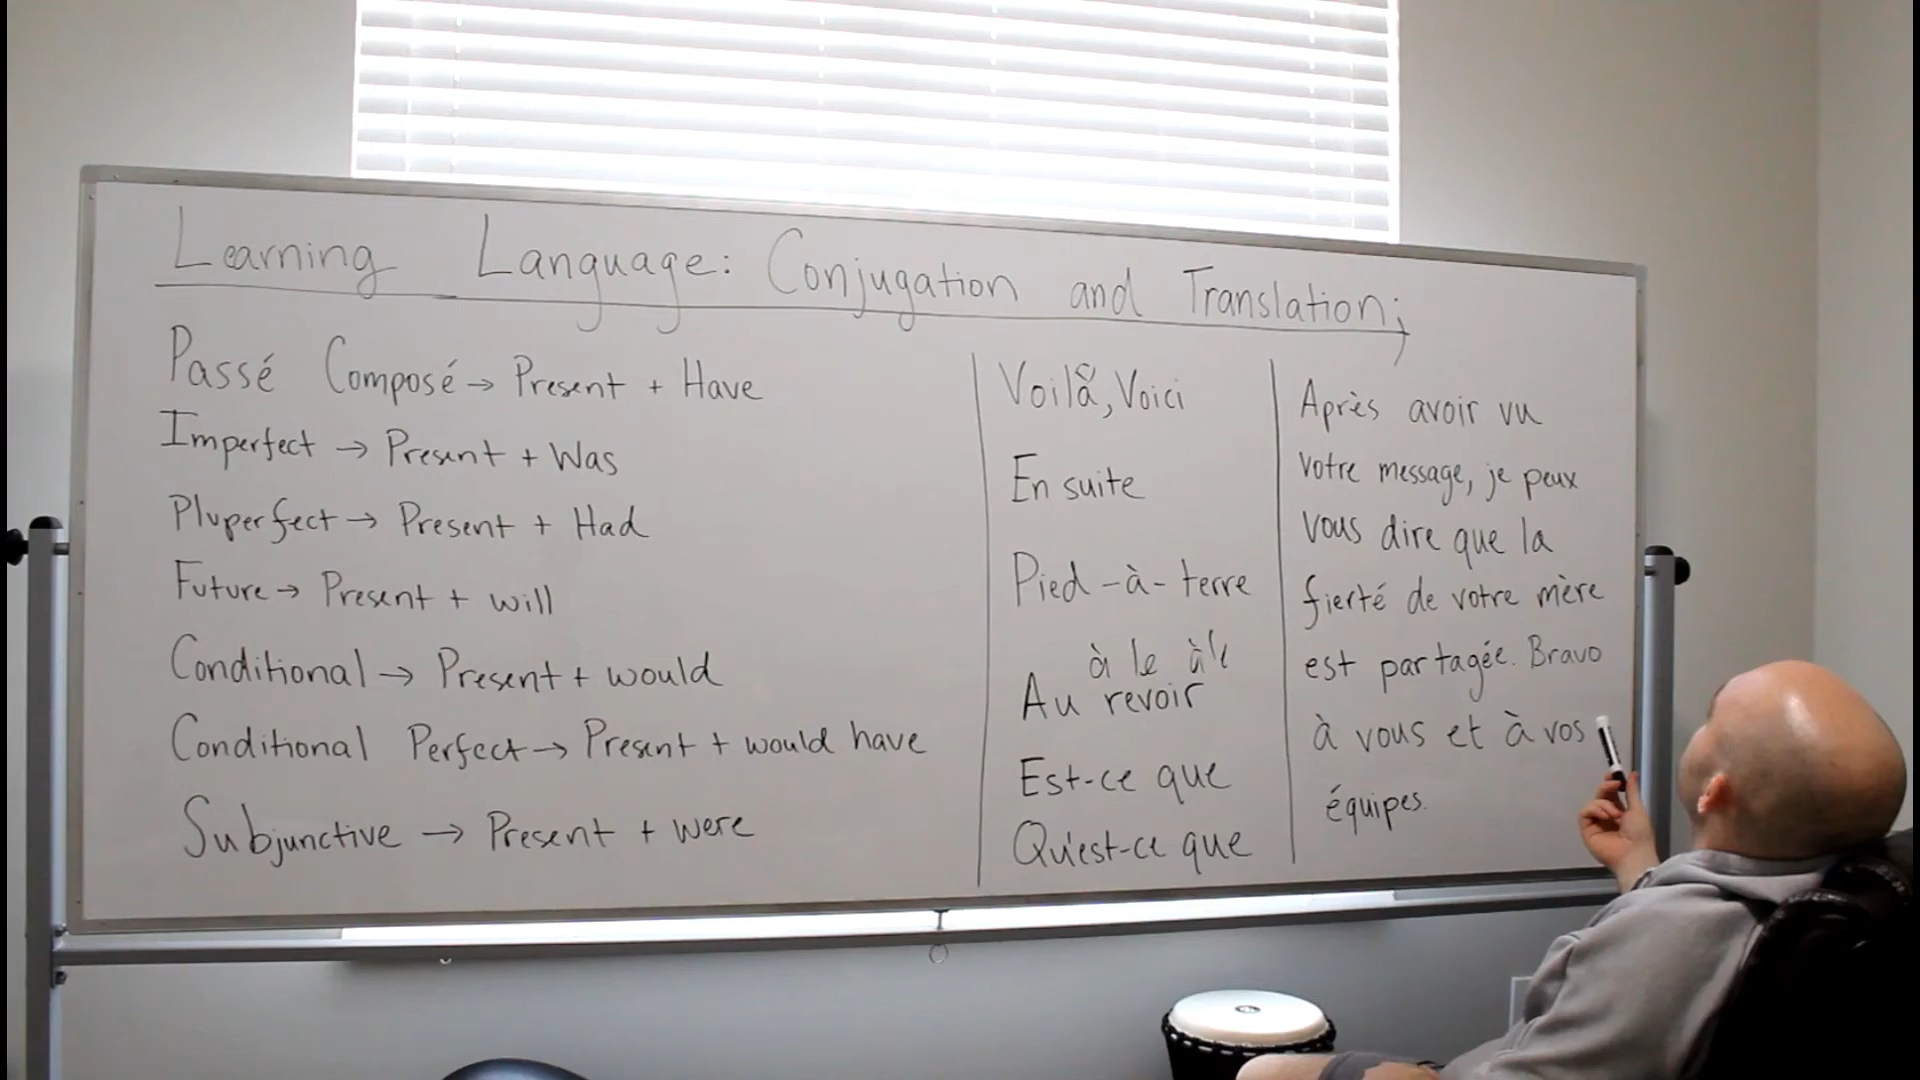 Learning Language: Conjugation and Translation;
Passé Composé → Present + Have
Imperfect → Present + Was
Pluperfect → Present + Had
Future → Present + will
Conditional → Present + would
Conditional Perfect → Present + would have
Subjunctive → Present + were
Voilà, Voici
En suite
Pied-à-terre
à le à l'
Au revoir
Est-ce que
Qu'est-ce que
Après avoir vu
votre message, je peux
vous dire que la
fierté de votre mère
est partagée. Bravo
à vous et à vos
équipes.